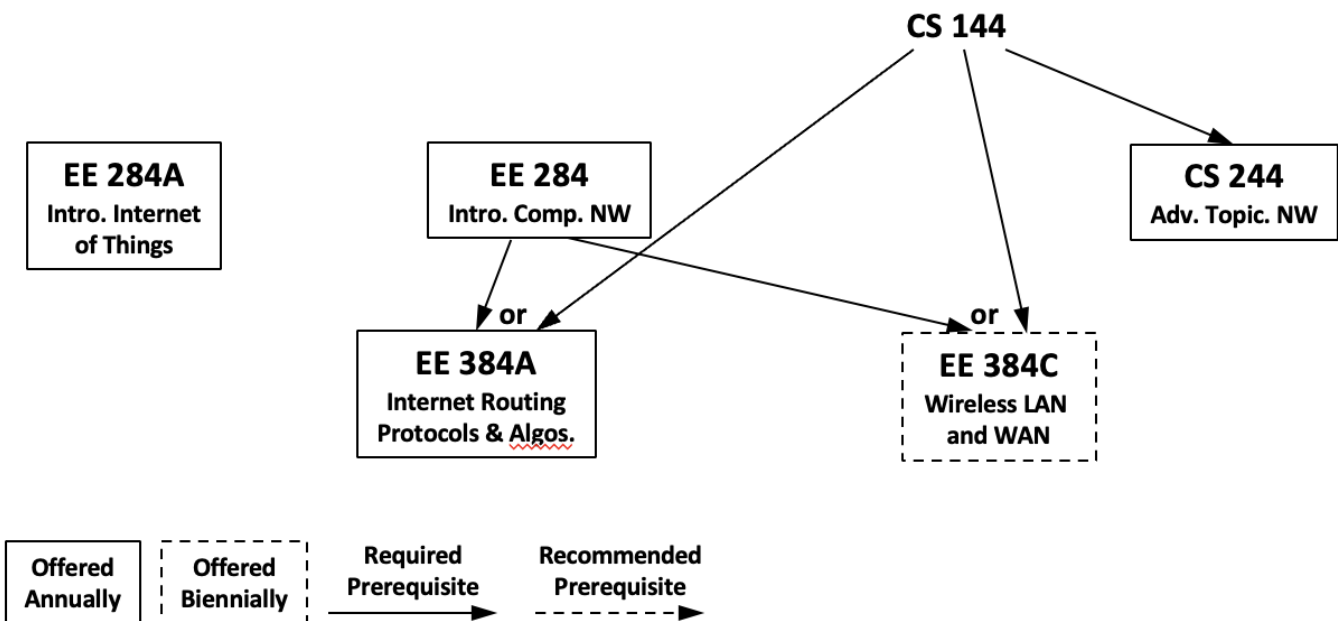 CS 144
EE 284A
Intro. Internet
of Things
EE 284
Intro. Comp. NW
CS 244
Adv. Topic. NW
or
EE 384A
Internet Routing
Protocols & Algos.
or
EE 384C
Wireless LAN
and WAN
Offered
Annually
Offered
Biennially
Required
Prerequisite
Recommended
Prerequisite